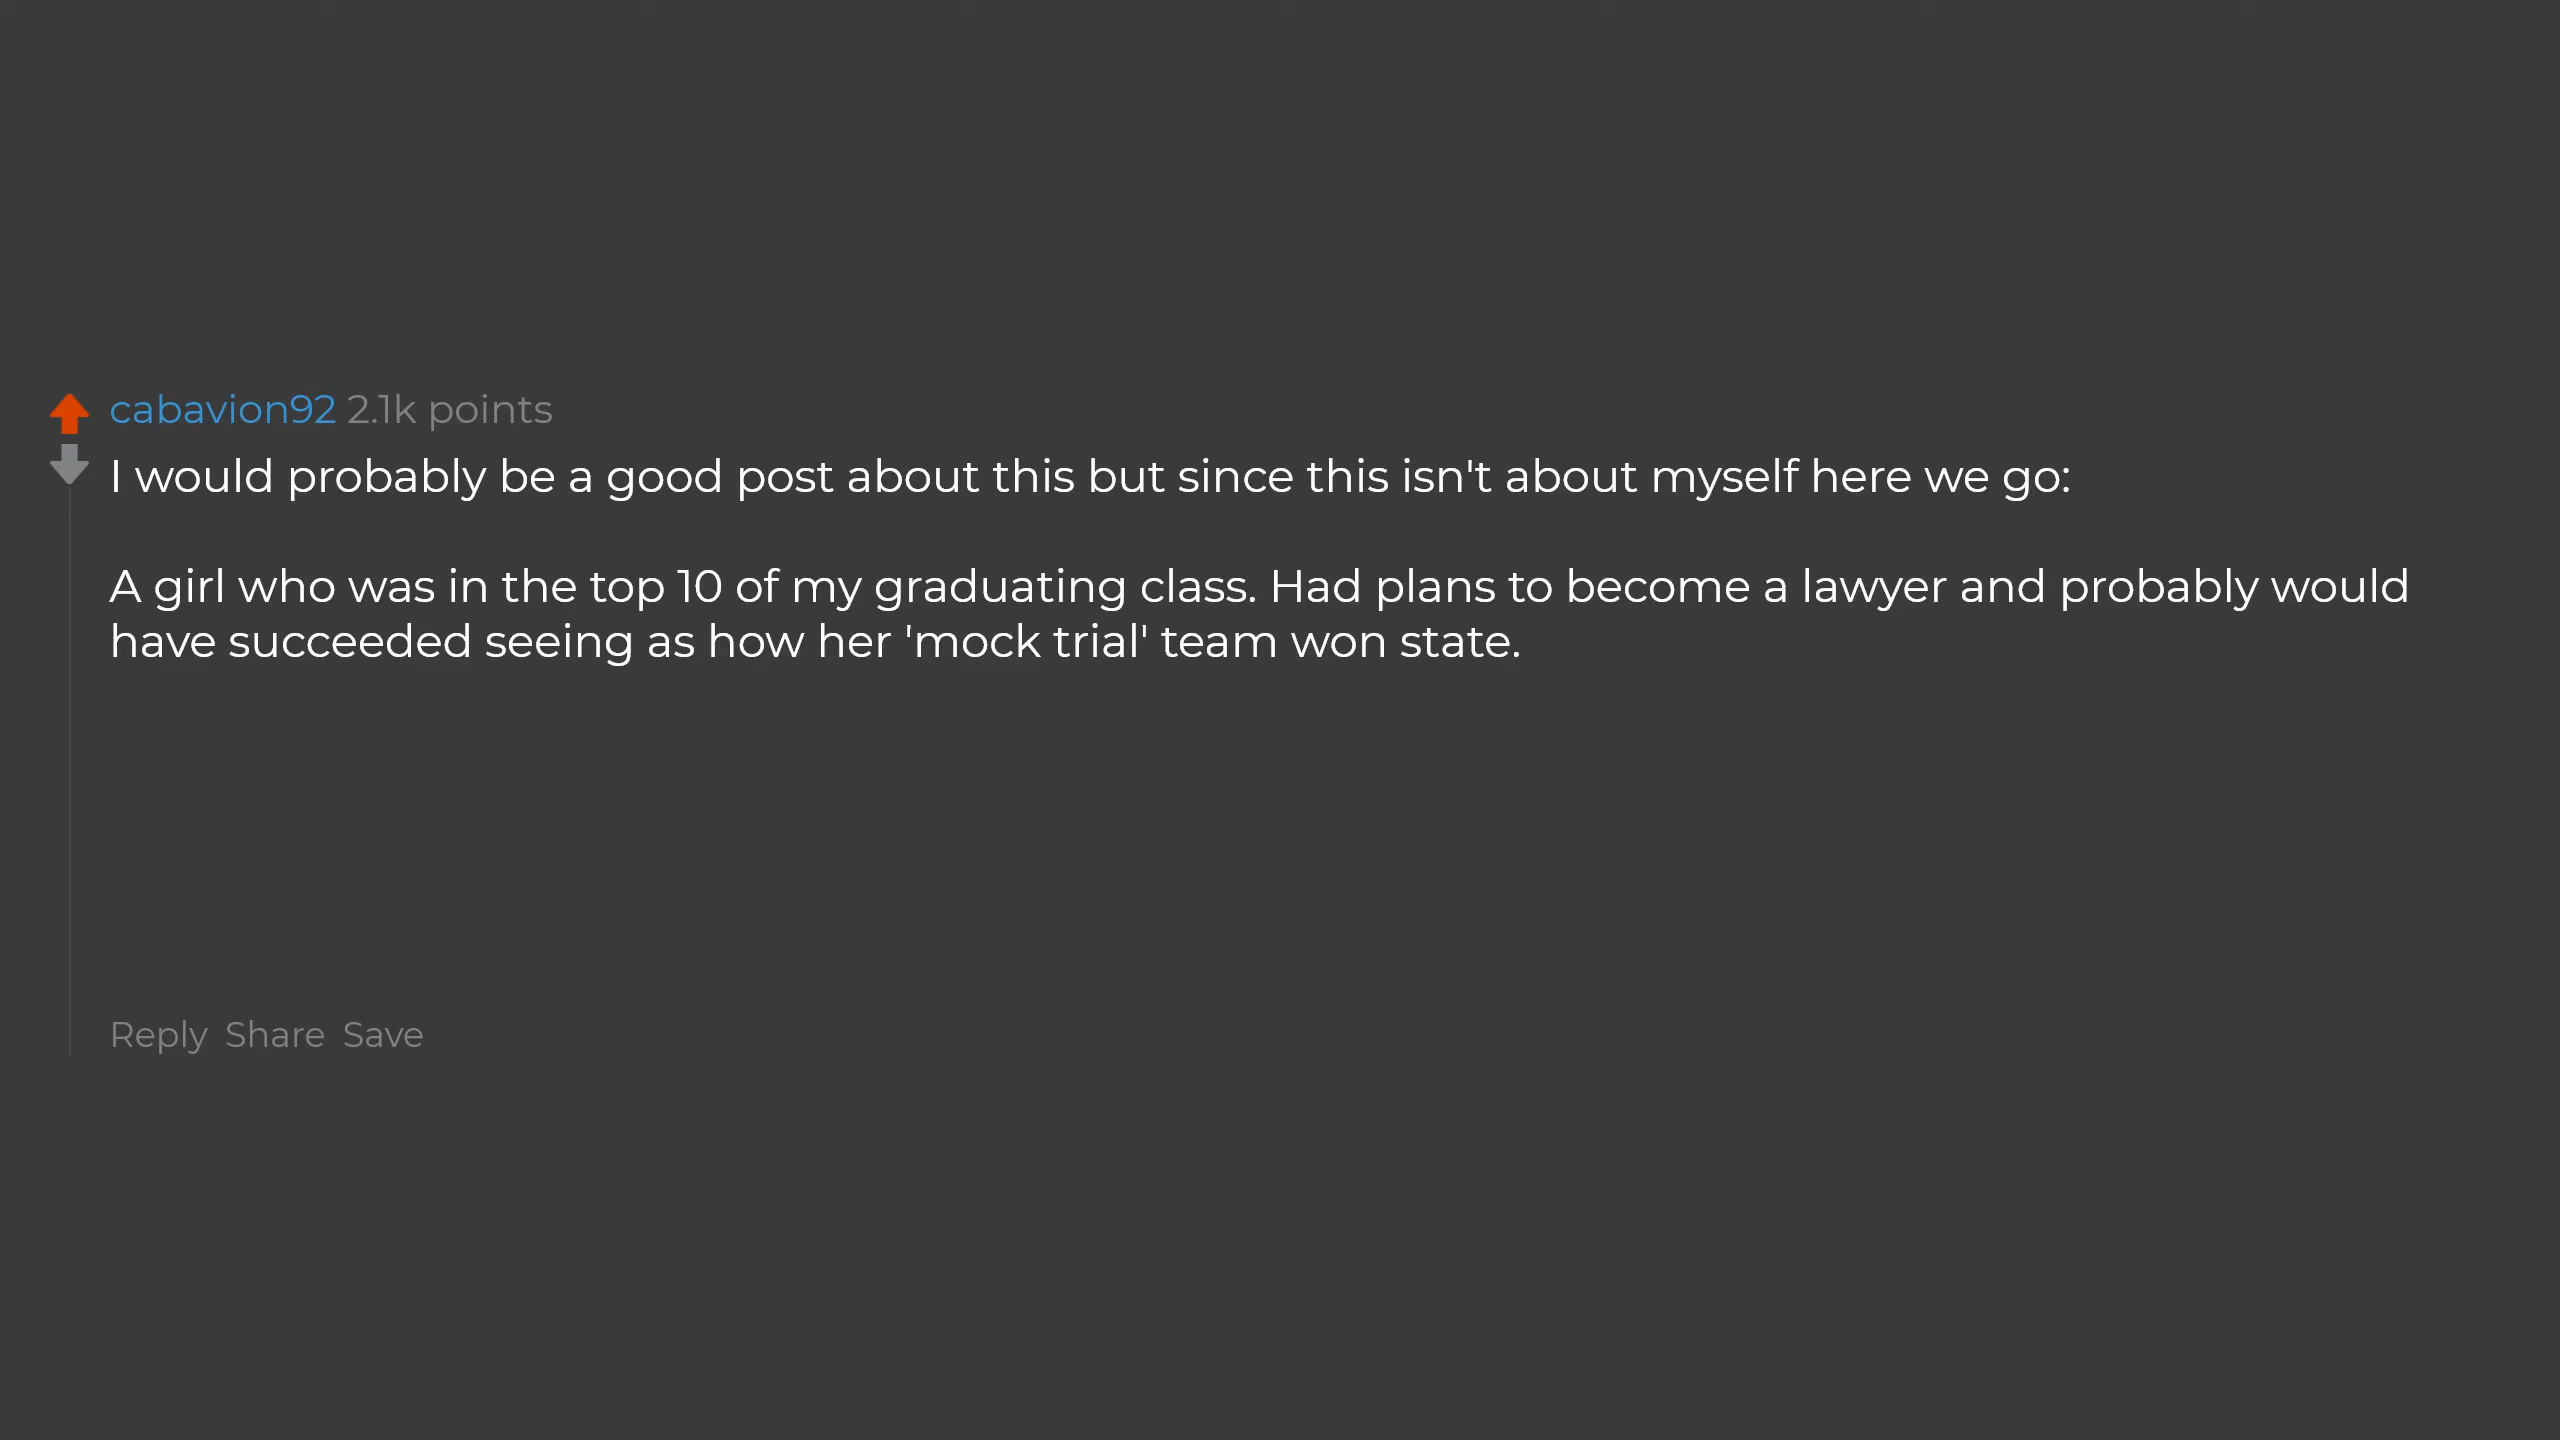 cabavion92 2.1k points
I would probably be a good post about this but since this isn't about myself here we go:
A girl who was in the top 10 of my graduating class. Had plans to become a lawyer and probably would
have succeeded seeing as how her 'mock trial' team won state.
Reply Share Save